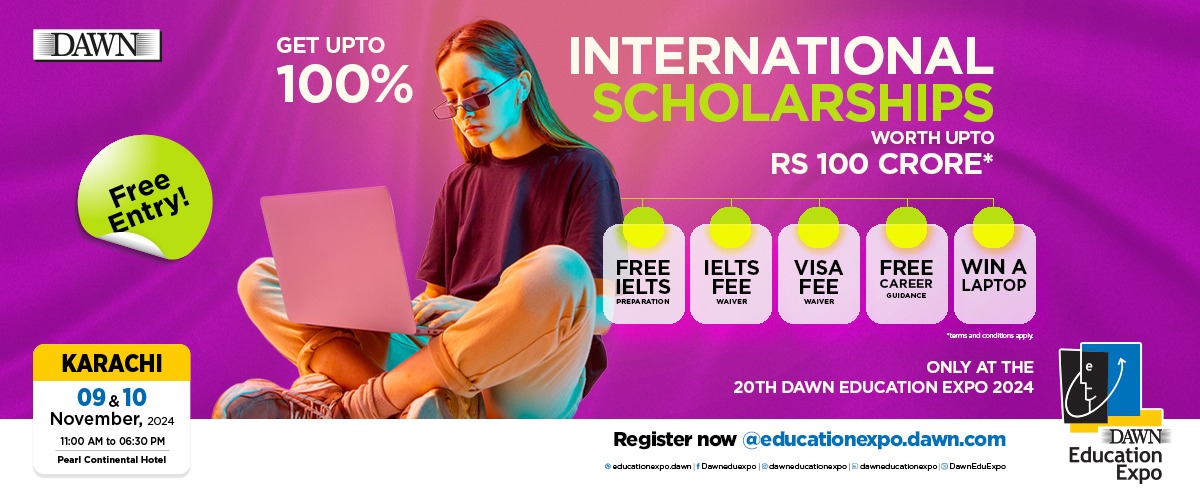 DAWN
GET UPTO
100%
INTERNATIONAL
SCHOLARSHIPS
WORTH UPTO
RS 100 CRORE*
Free
Entry!
FREE
IELTS
PREPARATION
IELTS
FEE
WAIVER
VISA
FEE
WAIVER
FREE
CAREER
GUIDANCE
WIN A
LAPTOP
*terms and conditions apply.
KARACHI
09 & 10
November, 2024
11:00 AM to 06:30 PM
Pearl Continental Hotel
ONLY AT THE
20TH DAWN EDUCATION EXPO 2024
Register now @educationexpo.dawn.com
educationexpo.dawn | Dawneduexpo | dawneducationexpo | dawneducationexpo | DawnEduExpo
e
DAWN
Education
Expo